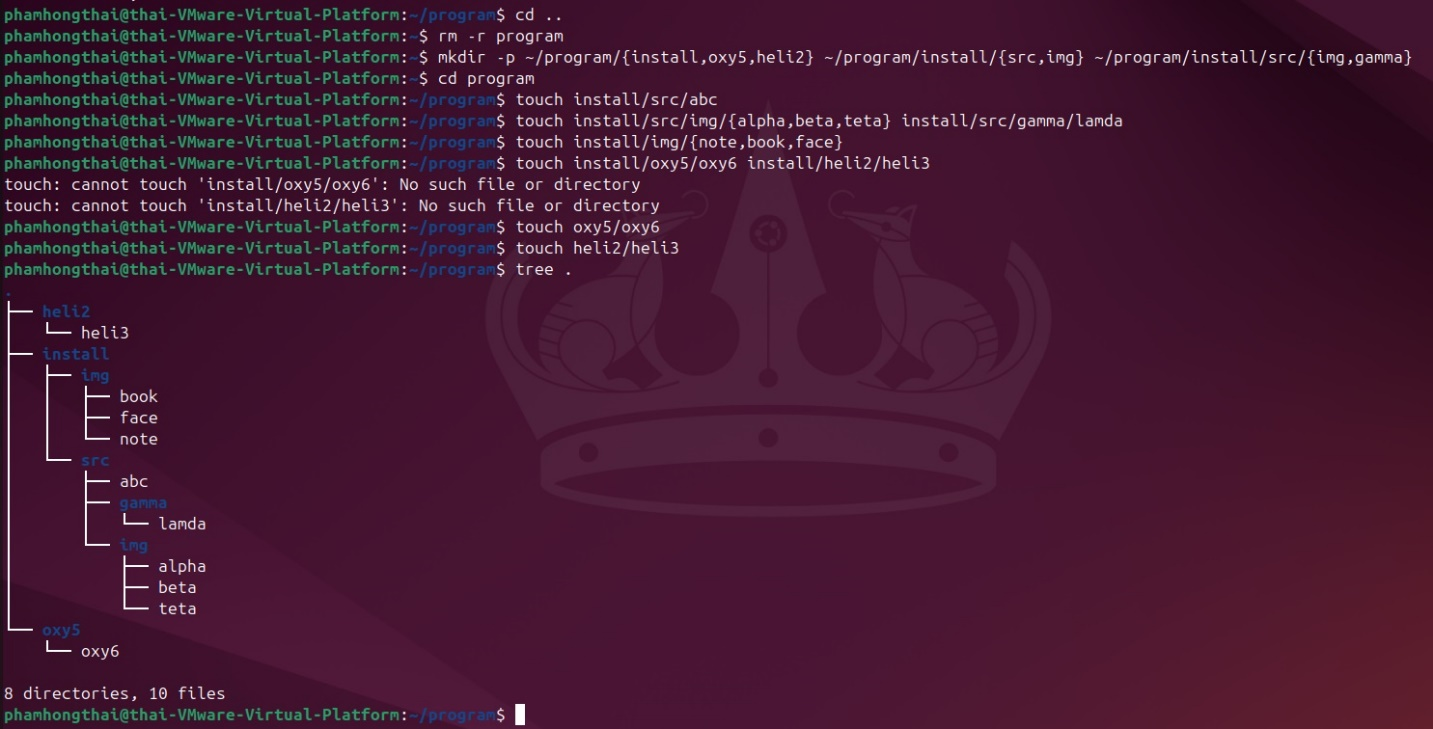 phamhongthai@thai-VMware-Virtual-Platform:~/program$ cd ..
phamhongthai@thai-VMware-Virtual-Platform:~$ rm -r program
phamhongthai@thai-VMware-Virtual-Platform:~$ mkdir -p ~/program/{install,oxy5,heli2} ~/program/install/{src,img} ~/program/install/src/{img,gamma}
phamhongthai@thai-VMware-Virtual-Platform:~$ cd program
phamhongthai@thai-VMware-Virtual-Platform:~/program$ touch install/src/abc
phamhongthai@thai-VMware-Virtual-Platform:~/program$ touch install/src/img/{alpha,beta,teta} install/src/gamma/lamda
phamhongthai@thai-VMware-Virtual-Platform:~/program$ touch install/img/{note,book,face}
phamhongthai@thai-VMware-Virtual-Platform:~/program$ touch install/oxy5/oxy6 install/heli2/heli3
touch: cannot touch 'install/oxy5/oxy6': No such file or directory
touch: cannot touch 'install/heli2/heli3': No such file or directory
phamhongthai@thai-VMware-Virtual-Platform:~/program$ touch oxy5/oxy6
phamhongthai@thai-VMware-Virtual-Platform:~/program$ touch heli2/heli3
phamhongthai@thai-VMware-Virtual-Platform:~/program$ tree .
.
├── heli2
│   └── heli3
├── install
│   ├── img
│   │   ├── book
│   │   ├── face
│   │   └── note
│   └── src
│       ├── abc
│       ├── gamma
│       │   └── lamda
│       └── img
│           ├── alpha
│           ├── beta
│           └── teta
└── oxy5
    └── oxy6

8 directories, 10 files
phamhongthai@thai-VMware-Virtual-Platform:~/program$